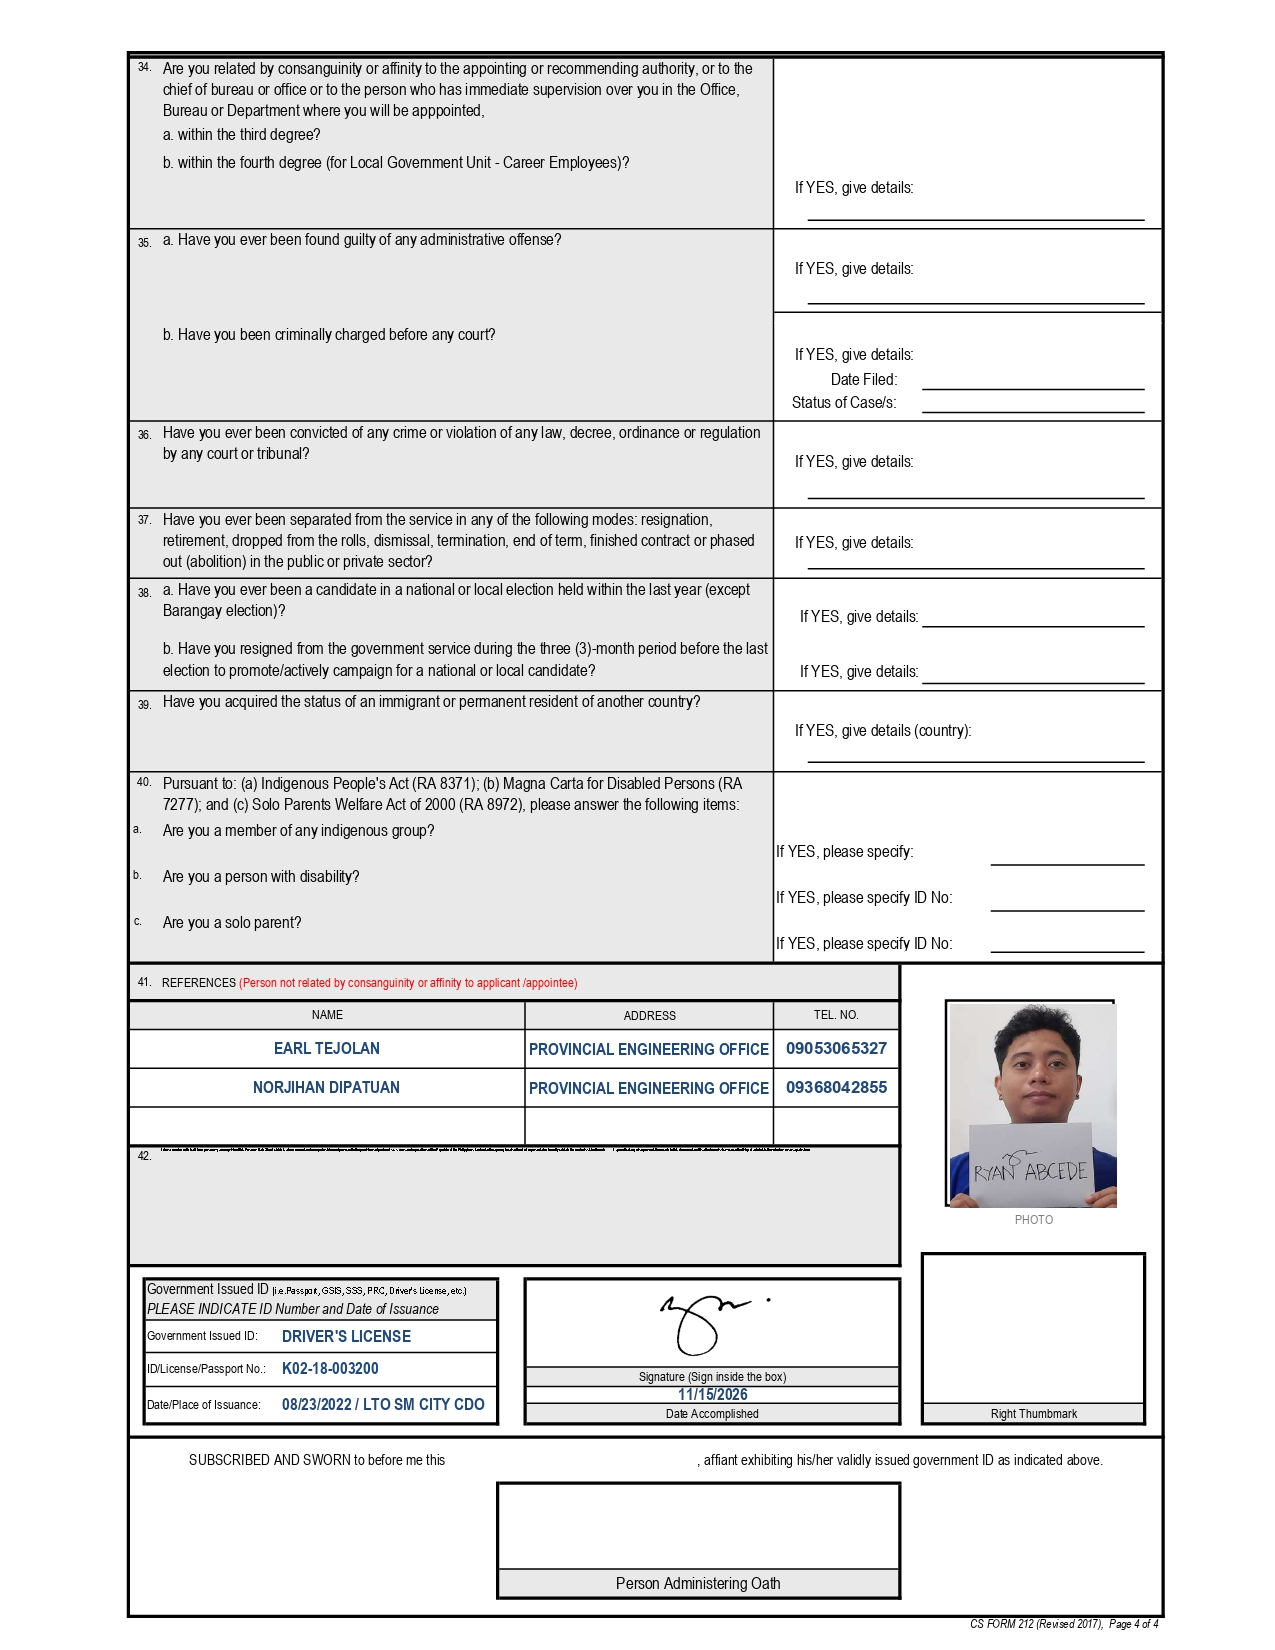 34. Are you related by consanguinity or affinity to the appointing or recommending authority, or to the
chief of bureau or office or to the person who has immediate supervision over you in the Office,
Bureau or Department where you will be apppointed,
a. within the third degree?
b. within the fourth degree (for Local Government Unit - Career Employees)?
If YES, give details:
35. a. Have you ever been found guilty of any administrative offense?
If YES, give details:
b. Have you been criminally charged before any court?
If YES, give details:
Date Filed:
Status of Case/s:
36. Have you ever been convicted of any crime or violation of any law, decree, ordinance or regulation
by any court or tribunal?
If YES, give details:
37. Have you ever been separated from the service in any of the following modes: resignation,
retirement, dropped from the rolls, dismissal, termination, end of term, finished contract or phased
out (abolition) in the public or private sector?
If YES, give details:
38. a. Have you ever been a candidate in a national or local election held within the last year (except
Barangay election)?
If YES, give details:
b. Have you resigned from the government service during the three (3)-month period before the last
election to promote/actively campaign for a national or local candidate?
If YES, give details:
39. Have you acquired the status of an immigrant or permanent resident of another country?
If YES, give details (country):
40. Pursuant to: (a) Indigenous People's Act (RA 8371); (b) Magna Carta for Disabled Persons (RA
7277); and (c) Solo Parents Welfare Act of 2000 (RA 8972), please answer the following items:
a. Are you a member of any indigenous group?
If YES, please specify:
b. Are you a person with disability?
If YES, please specify ID No:
c. Are you a solo parent?
If YES, please specify ID No:
41. REFERENCES (Person not related by consanguinity or affinity to applicant /appointee)
NAME ADDRESS TEL. NO.
EARL TEJOLAN PROVINCIAL ENGINEERING OFFICE 09053065327
NORJIHAN DIPATUAN PROVINCIAL ENGINEERING OFFICE 09368042855
RYAN ABCEDE
PHOTO
42.
Government Issued ID (i.e.Passport, GSIS, SSS, PRC, Driver's License, etc.)
PLEASE INDICATE ID Number and Date of Issuance
Government Issued ID: DRIVER'S LICENSE
ID/License/Passport No.: K02-18-003200
Date/Place of Issuance: 08/23/2022 / LTO SM CITY CDO
Signature (Sign inside the box)
11/15/2026
Date Accomplished
Right Thumbmark
SUBSCRIBED AND SWORN to before me this , affiant exhibiting his/her validly issued government ID as indicated above.
Person Administering Oath
CS FORM 212 (Revised 2017), Page 4 of 4